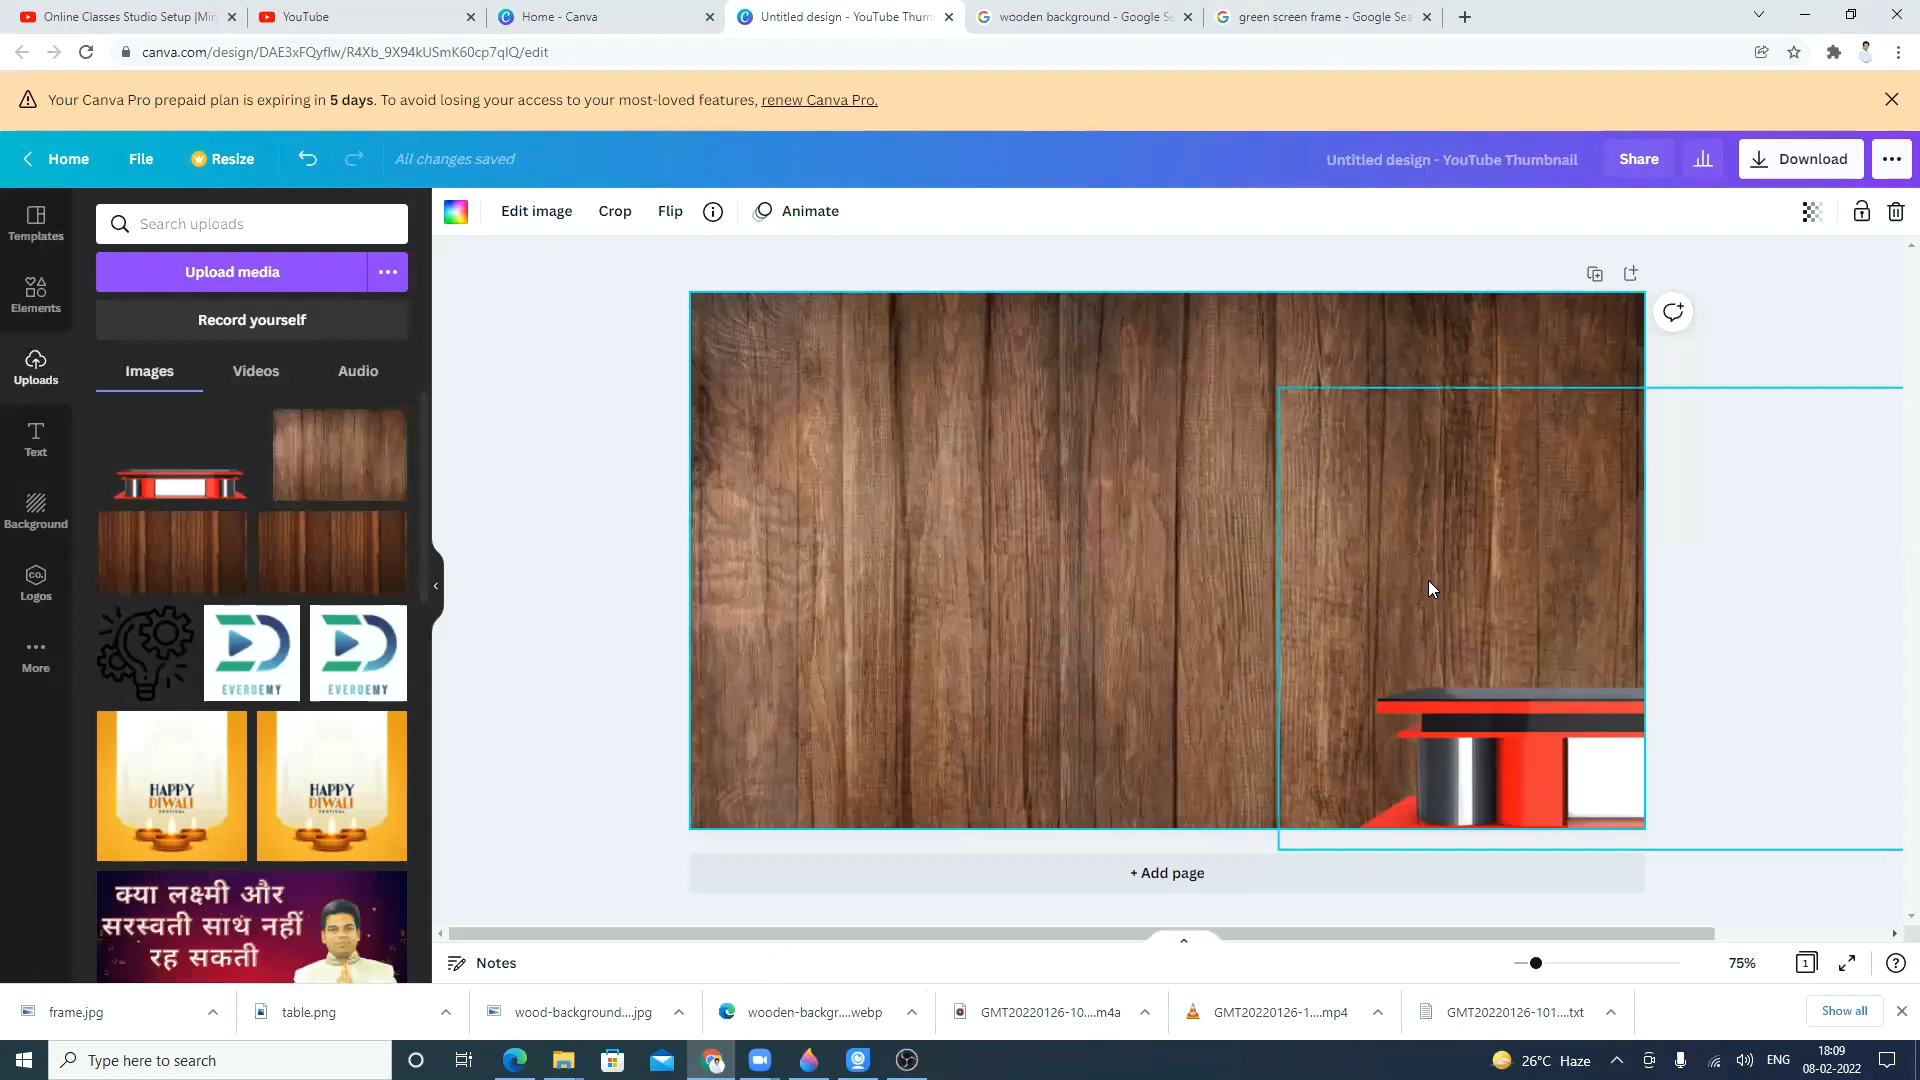 Online Classes Studio Setup |Min
YouTube
Home - Canva
Untitled design - YouTube Thum
wooden background - Google Se
green screen frame - Google Sea
canva.com/design/DAE3xFQyflw/R4Xb_9X94kUSmK60cp7qIQ/edit
Your Canva Pro prepaid plan is expiring in 5 days. To avoid losing your access to your most-loved features, renew Canva Pro.
Home
File
Resize
All changes saved
Untitled design - YouTube Thumbnail
Share
Download
Templates
Elements
Uploads
Text
Background
Logos
More
Search uploads
Upload media
Record yourself
Images
Videos
Audio
EVERDEMY
EVERDEMY
HAPPY
DIWALI
FESTIVAL
HAPPY
DIWALI
FESTIVAL
क्या लक्ष्मी और
सरस्वती साथ नहीं
रह सकती
Edit image
Crop
Flip
Animate
+ Add page
Notes
75%
1
frame.jpg
table.png
wood-background....jpg
wooden-backgr....webp
GMT20220126-10....m4a
GMT20220126-1....mp4
GMT20220126-101....txt
Show all
Type here to search
26°C Haze
ENG
18:09
08-02-2022